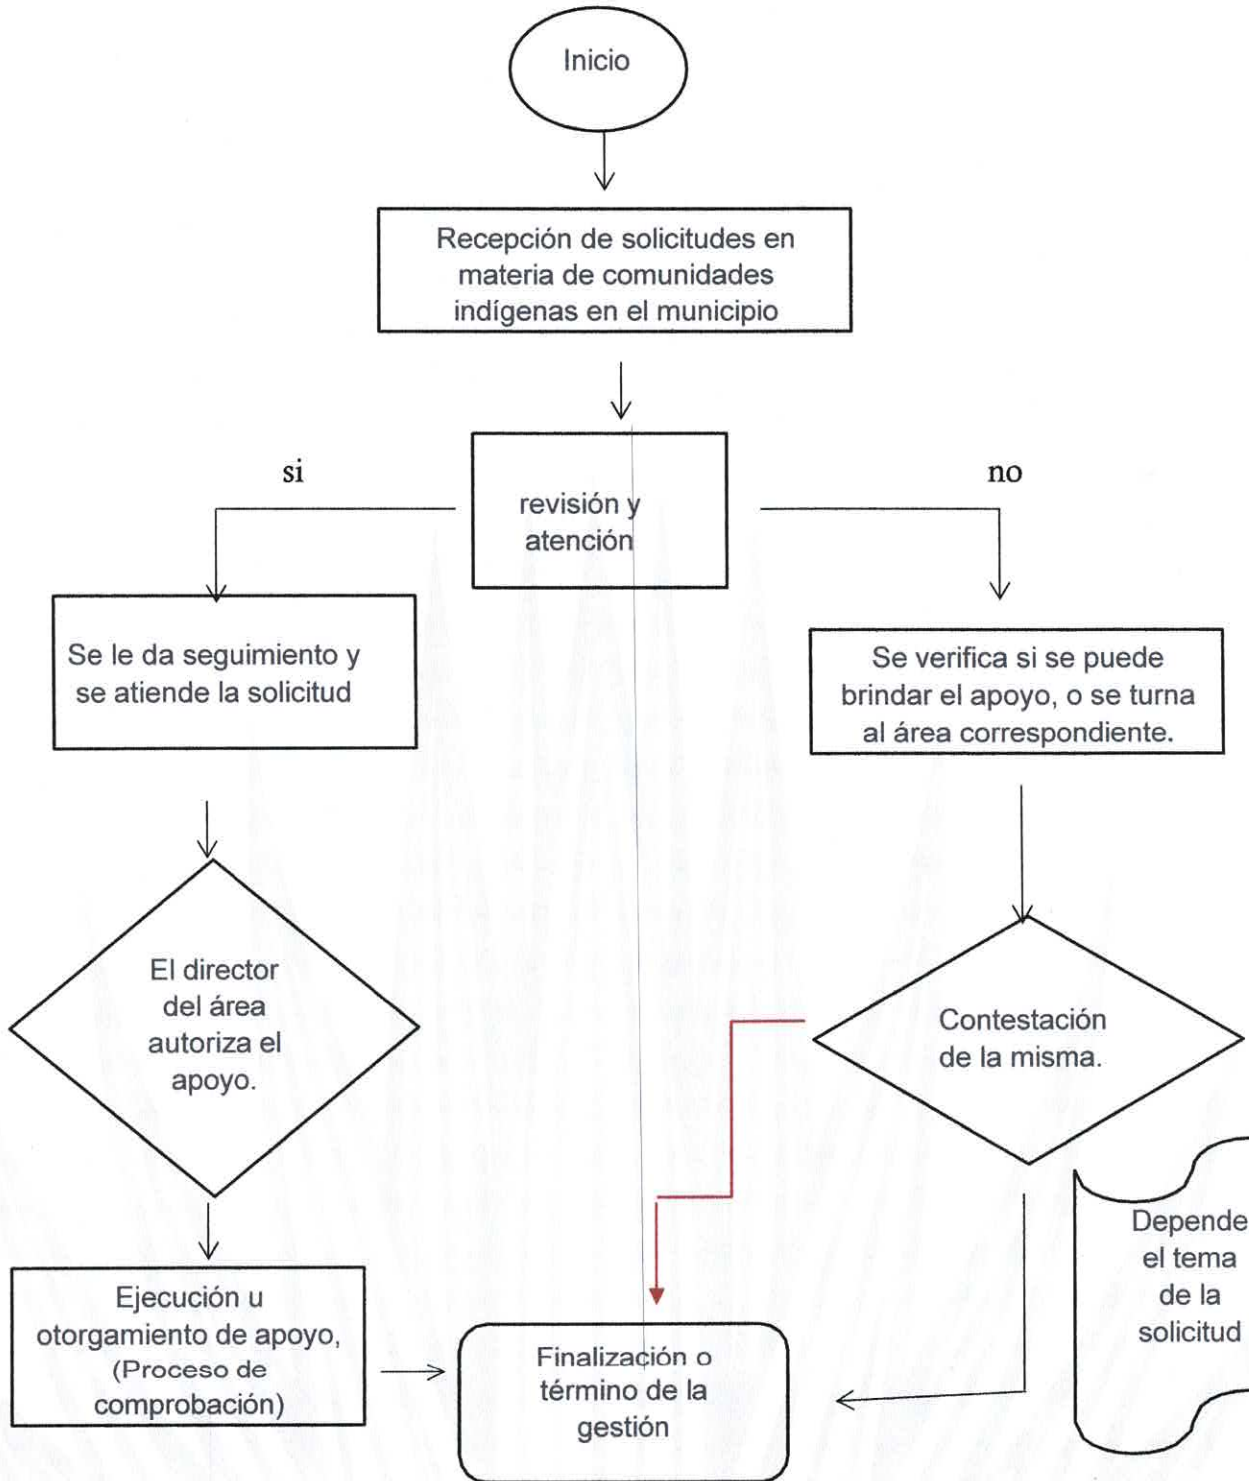 Inicio
Recepción de solicitudes en
materia de comunidades
indígenas en el municipio
si
no
revisión y
atención
Se le da seguimiento y
se atiende la solicitud
Se verifica si se puede
brindar el apoyo, o se turna
al área correspondiente.
El director
del área
autoriza el
apoyo.
Contestación
de la misma.
Depende
el tema
de la
solicitud
Ejecución u
otorgamiento de apoyo,
(Proceso de
comprobación)
Finalización o
término de la
gestión